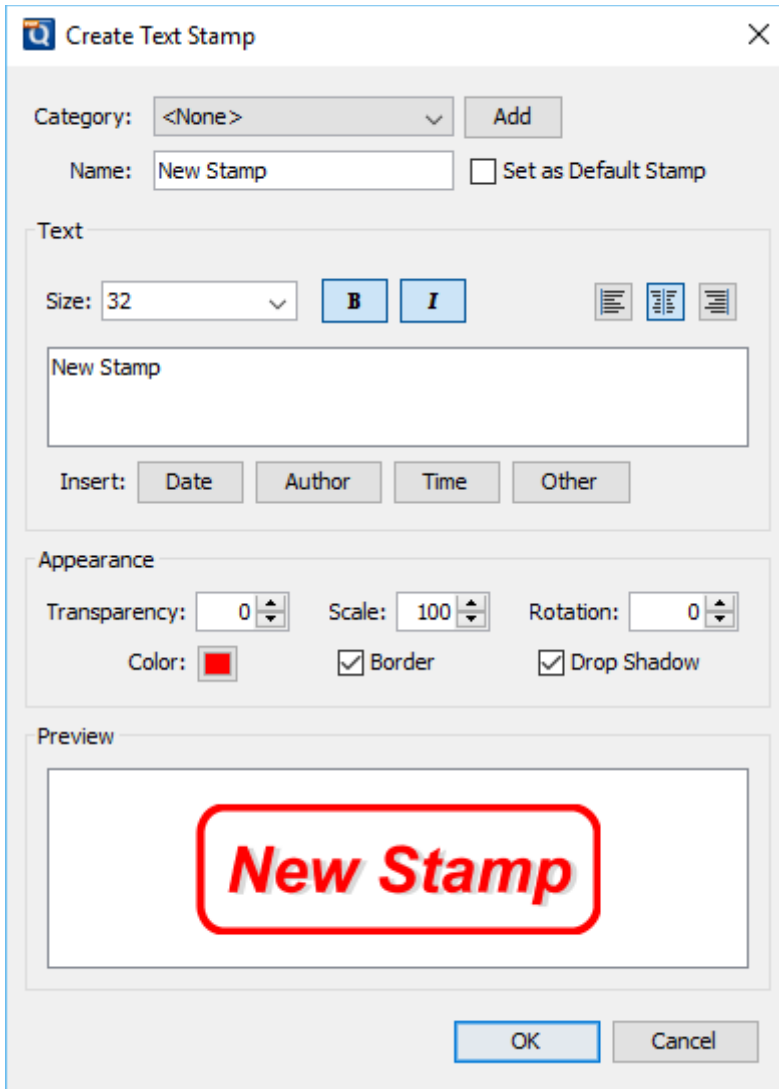 Create Text Stamp
Category: <None> Add
Name: New Stamp Set as Default Stamp
Text
Size: 32 B I
New Stamp
Insert: Date Author Time Other
Appearance
Transparency: 0 Scale: 100 Rotation: 0
Color: Border Drop Shadow
Preview
New Stamp
OK Cancel